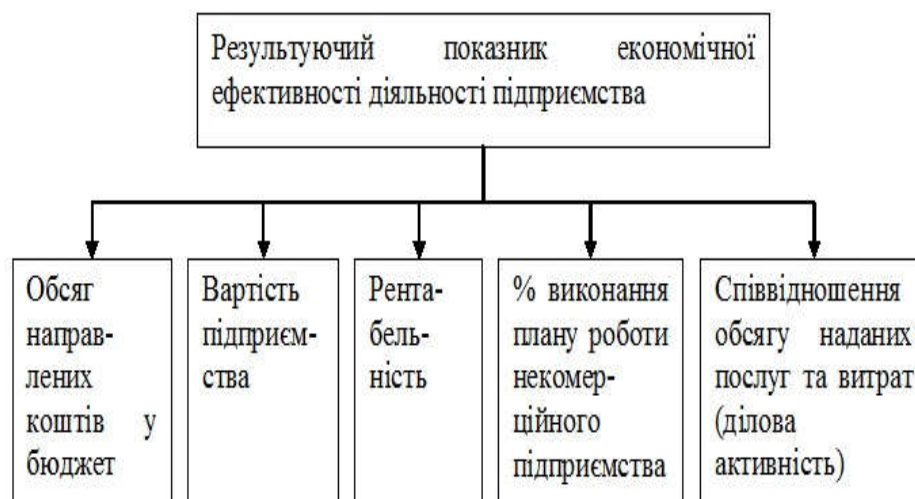 Результуючий показник економічної
ефективності діяльності підприємства
Обсяг
направ-
лених
коштів у
бюджет
Вартість
підприєм-
ства
Рента-
бель-
ність
% виконання
плану роботи
некомер-
ційного
підприємства
Співвідношення
обсягу наданих
послуг та витрат
(ділова
активність)